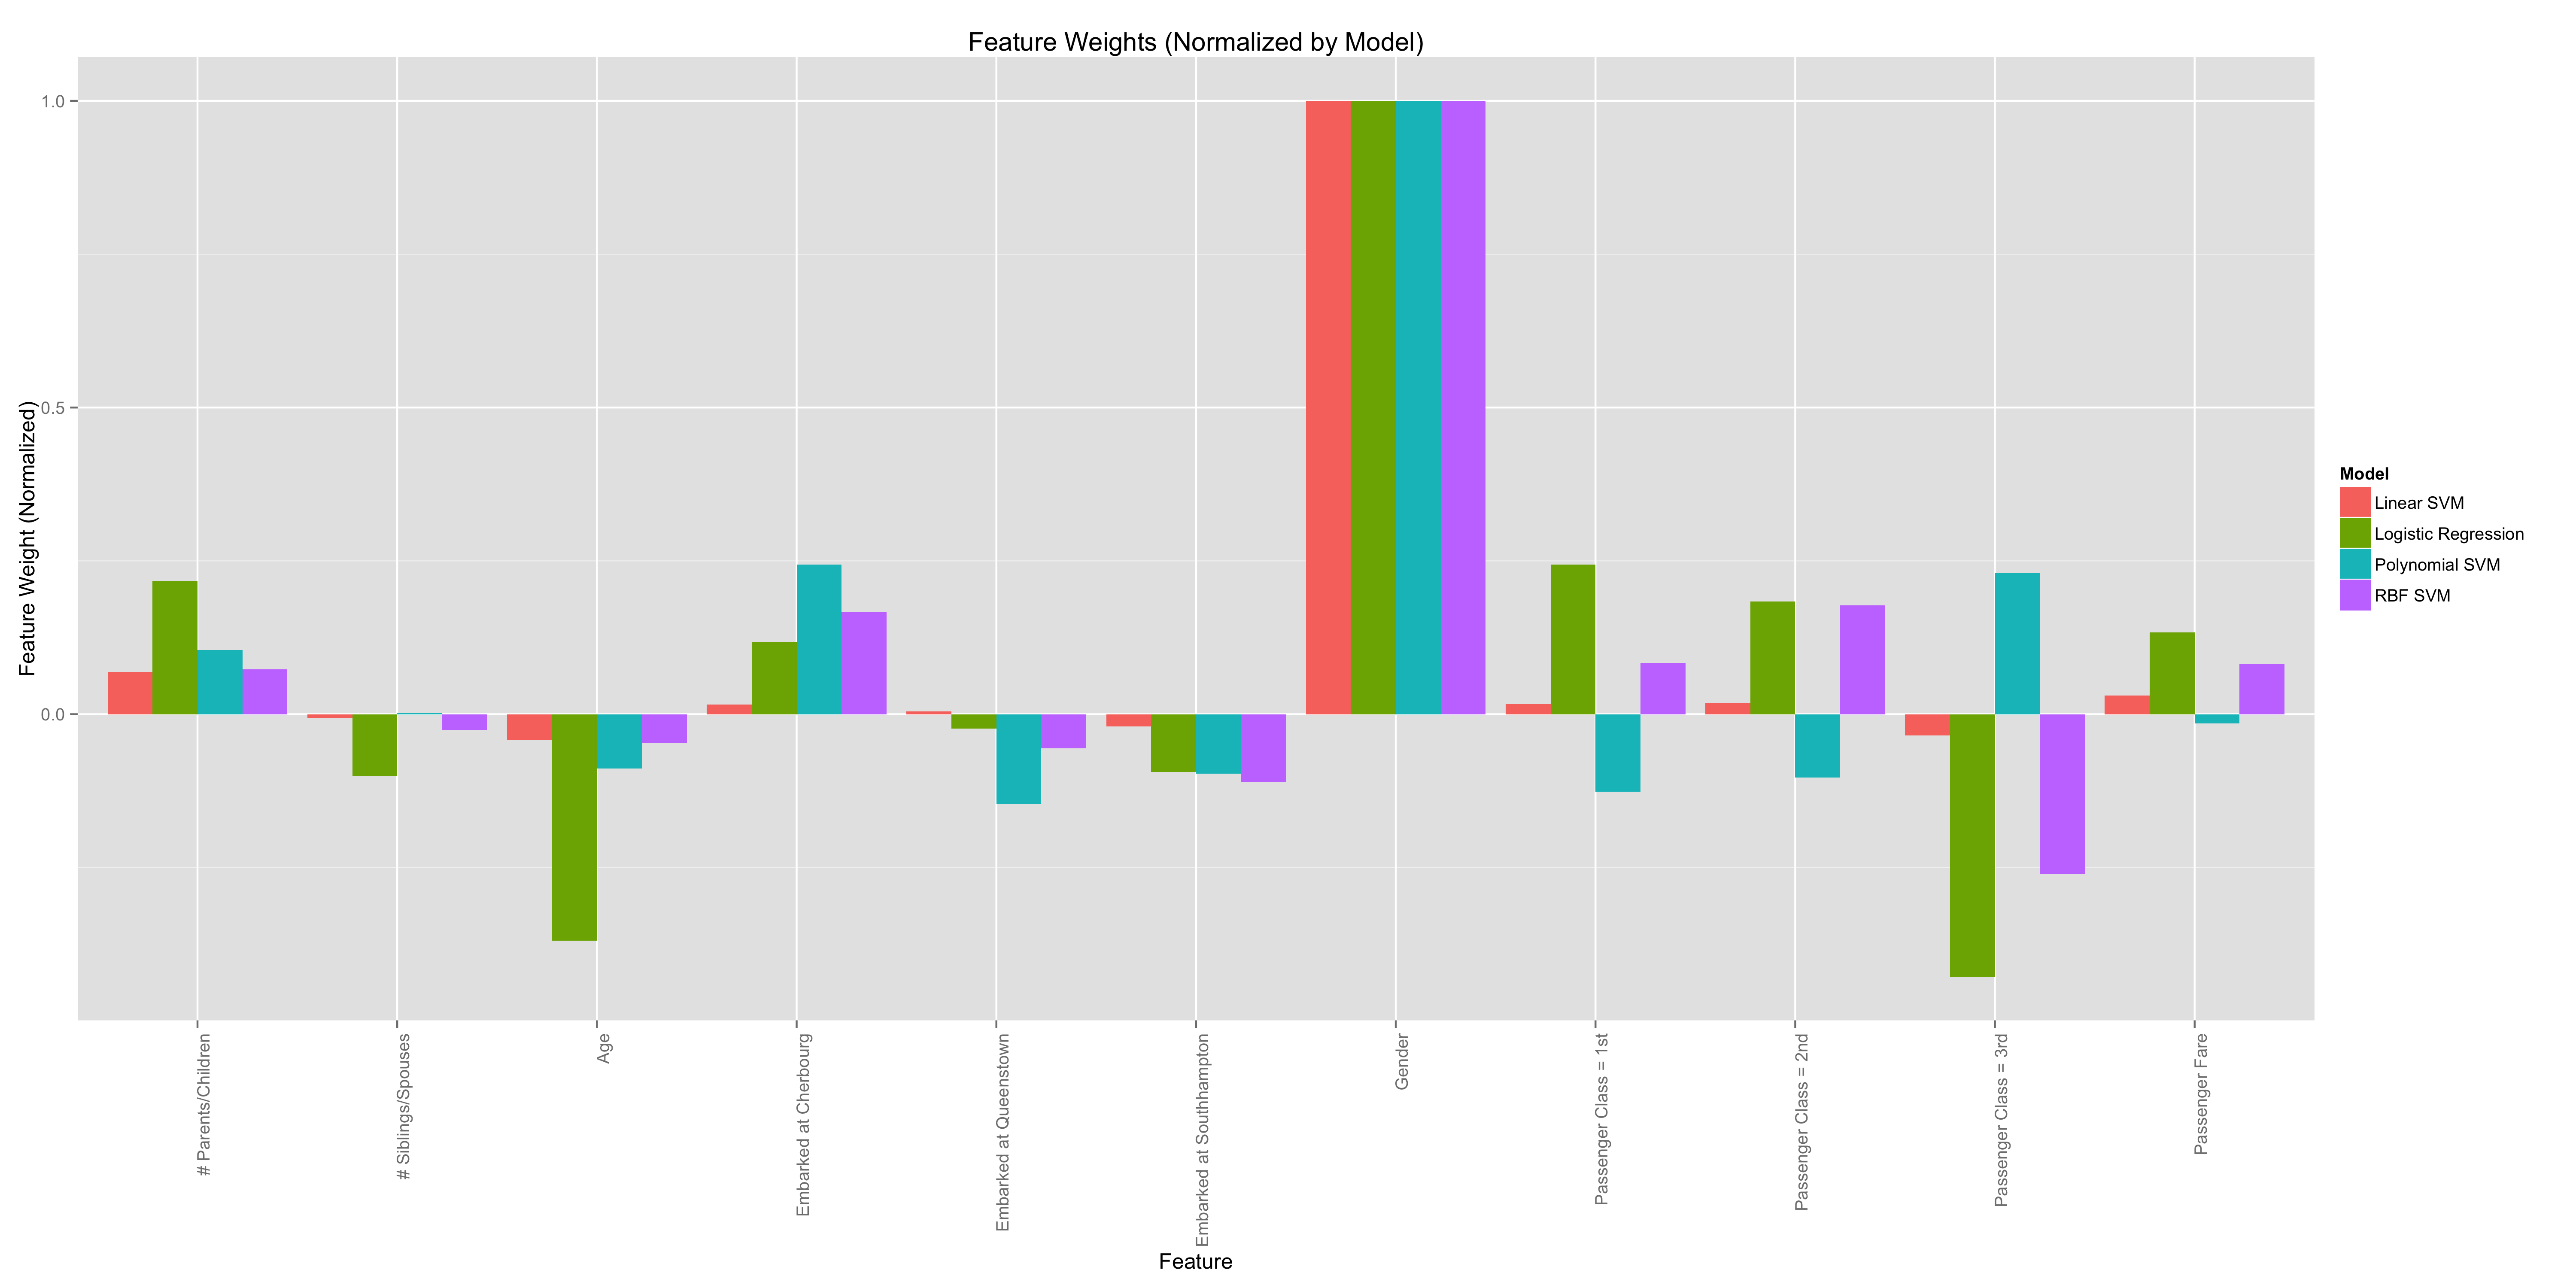 Feature Weights (Normalized by Model)
Feature Weight (Normalized)
1.0
0.5
0.0
# Parents/Children
# Siblings/Spouses
Age
Embarked at Cherbourg
Embarked at Queenstown
Embarked at Southhampton
Gender
Passenger Class = 1st
Passenger Class = 2nd
Passenger Class = 3rd
Passenger Fare
Feature
Model
Linear SVM
Logistic Regression
Polynomial SVM
RBF SVM